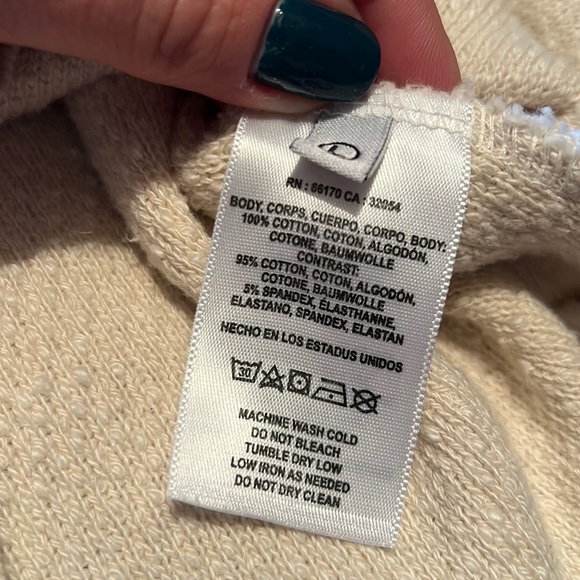 RN : 56170 CA : 32054
BODY, CORPS, CUERPO, CORPO, BODY:
100% COTTON, COTON, ALGODÓN,
COTONE, BAUMWOLLE
CONTRAST:
95% COTTON, COTON, ALGODÓN,
COTONE, BAUMWOLLE
5% SPANDEX, ÉLASTHANNE,
ELASTANO, SPANDEX, ELASTAN
HECHO EN LOS ESTADUS UNIDOS
30
MACHINE WASH COLD
DO NOT BLEACH
TUMBLE DRY LOW
LOW IRON AS NEEDED
DO NOT DRY CLEAN